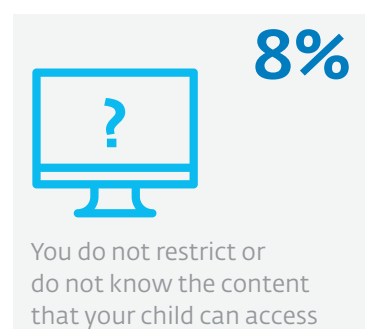 8%
?
You do not restrict or
do not know the content
that your child can access